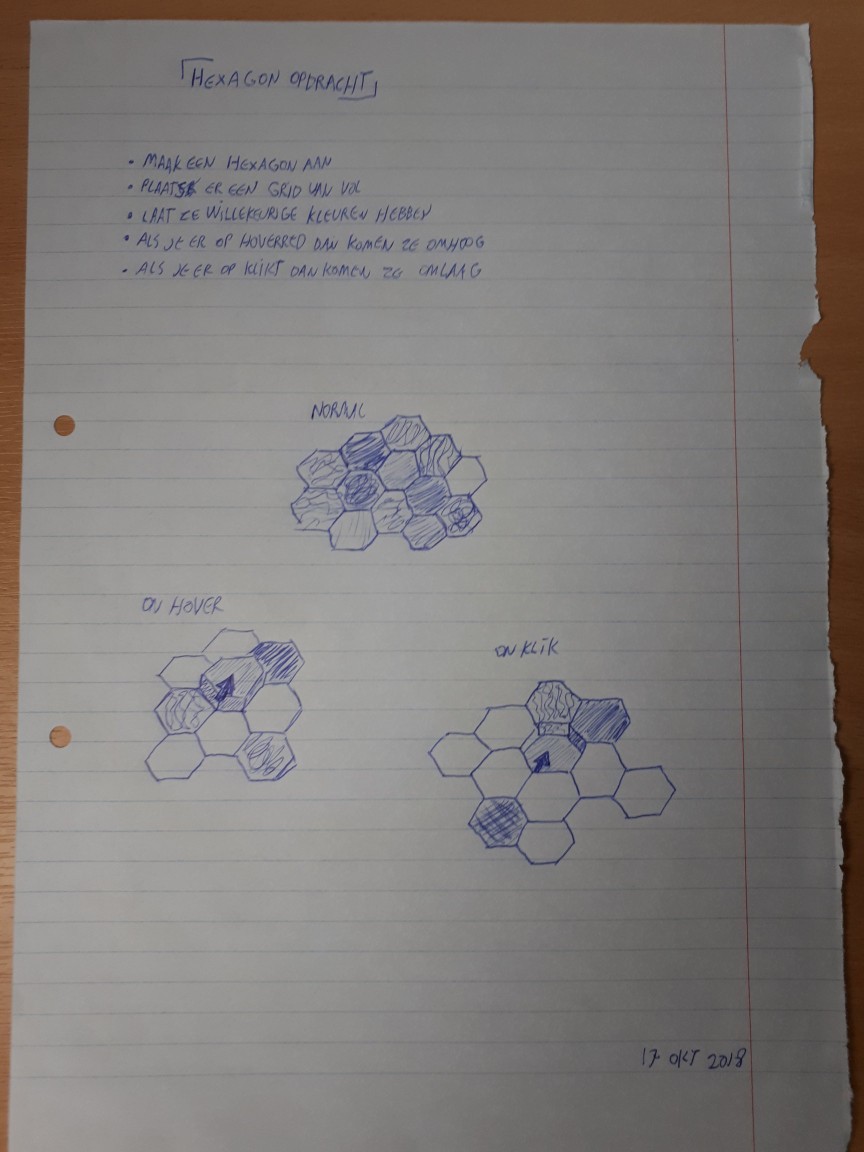 HEXAGON OPDRACHT
• MAAK EEN HEXAGON AAN
• PLAATS ER EEN GRID VAN VOL
• LAAT ZE WILLEKEURIGE KLEUREN HEBBEN
• ALS JE ER OP HOVERRED DAN KOMEN ZE OMHOOG
• ALS JE ER OP KLIKT DAN KOMEN ZE OMLAAG
NORMAL
ON HOVER
ON KLIK
17 OKT 2018